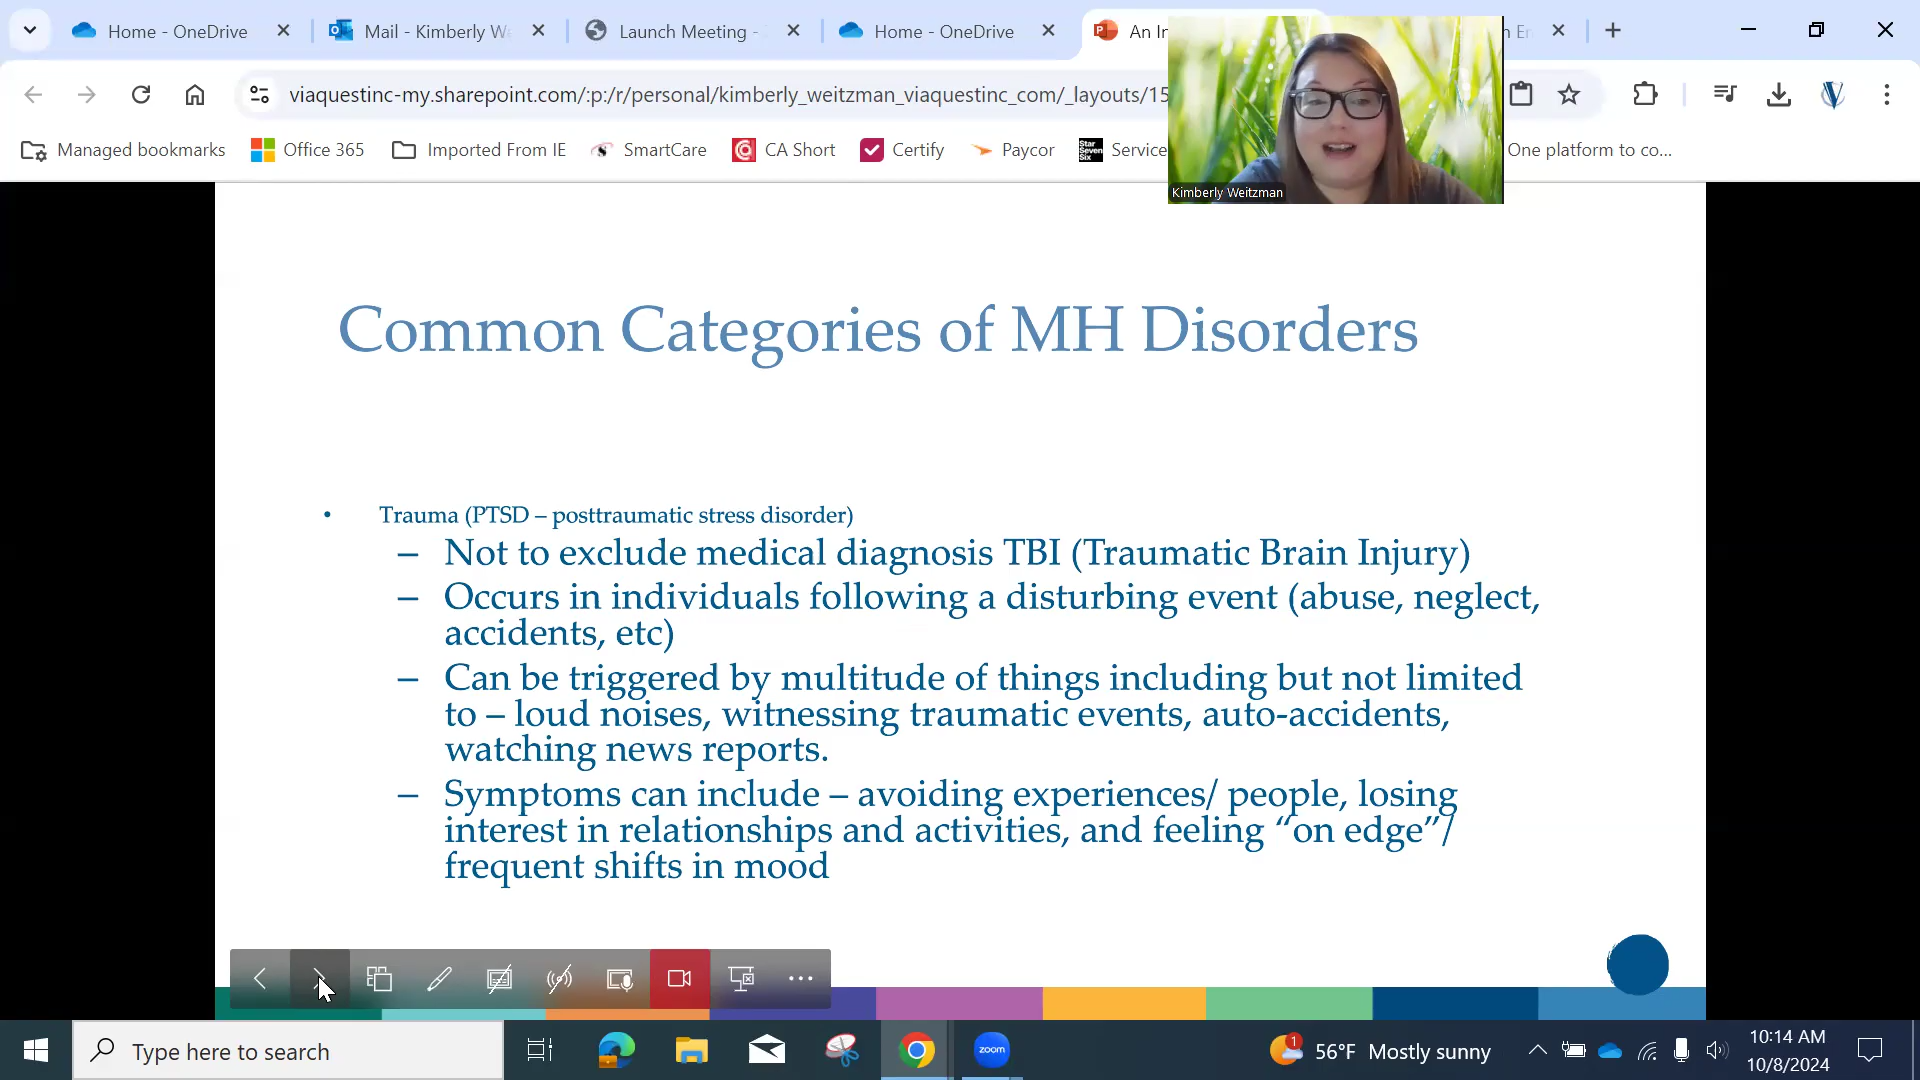 Home - OneDrive
Mail - Kimberly W
Launch Meeting -
Home - OneDrive
An I
viaquestinc-my.sharepoint.com/:p:/r/personal/kimberly_weitzman_viaquestinc_com/_layouts/15
Managed bookmarks
Office 365
Imported From IE
SmartCare
CA Short
Certify
Paycor
Star Seven Six
Service
One platform to co...
Kimberly Weitzman
Common Categories of MH Disorders
• Trauma (PTSD – posttraumatic stress disorder)
– Not to exclude medical diagnosis TBI (Traumatic Brain Injury)
– Occurs in individuals following a disturbing event (abuse, neglect,
accidents, etc)
– Can be triggered by multitude of things including but not limited
to – loud noises, witnessing traumatic events, auto-accidents,
watching news reports.
– Symptoms can include – avoiding experiences/ people, losing
interest in relationships and activities, and feeling “on edge”/
frequent shifts in mood
Type here to search
zoom
1
56°F Mostly sunny
10:14 AM
10/8/2024